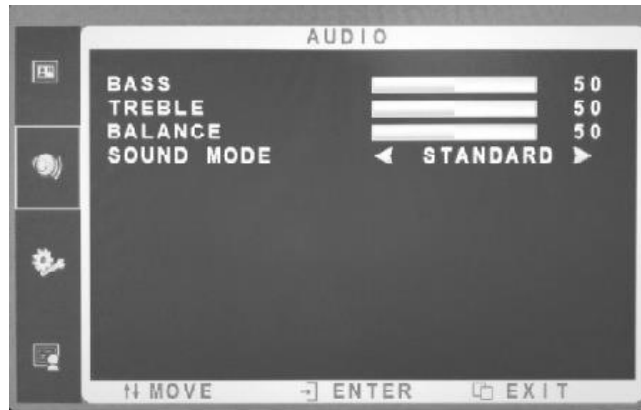 AUDIO
BASS 50
TREBLE 50
BALANCE 50
SOUND MODE STANDARD
MOVE ENTER EXIT